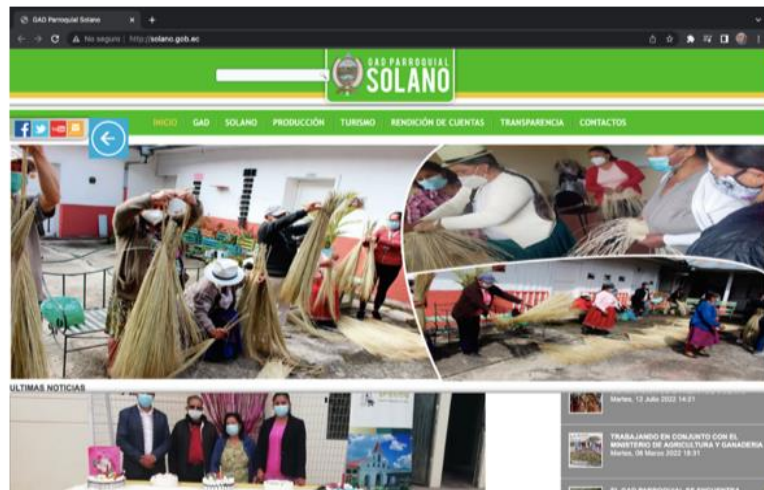 GAD Parroquial Solano
No seguro | http://solano.gob.ec
GAD PARROQUIAL
SOLANO
INICIO GAD SOLANO PRODUCCIÓN TURISMO RENDICIÓN DE CUENTAS TRANSPARENCIA CONTACTOS
ULTIMAS NOTICIAS
Martes, 12 Julio 2022 14:21
TRABAJANDO EN CONJUNTO CON EL
MINISTERIO DE AGRICULTURA Y GANADERIA
Martes, 08 Marzo 2022 18:31